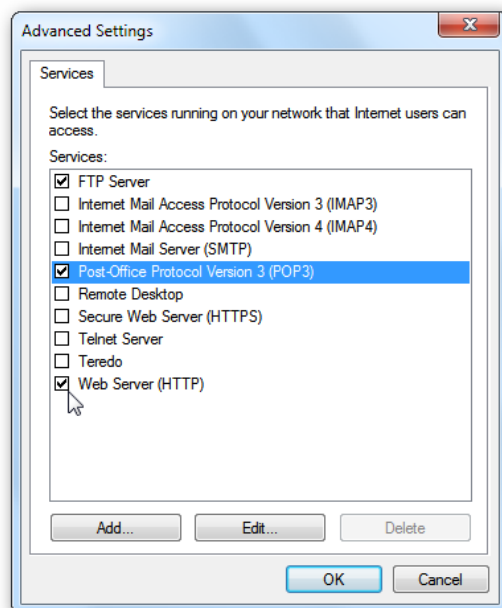 Advanced Settings
Services
Select the services running on your network that Internet users can
access.
Services:
FTP Server
Internet Mail Access Protocol Version 3 (IMAP3)
Internet Mail Access Protocol Version 4 (IMAP4)
Internet Mail Server (SMTP)
Post-Office Protocol Version 3 (POP3)
Remote Desktop
Secure Web Server (HTTPS)
Telnet Server
Teredo
Web Server (HTTP)
Add... Edit... Delete
OK Cancel